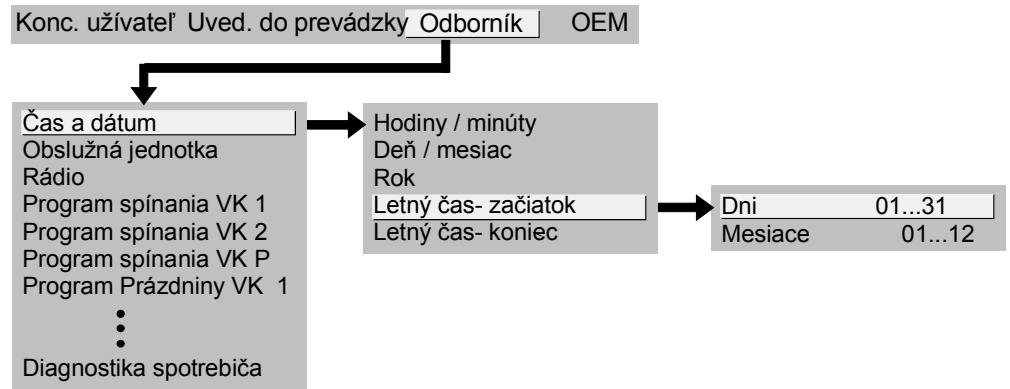 Konc. užívateľ Uved. do prevádzky Odborník OEM
Čas a dátum
Obslužná jednotka
Rádio
Program spínania VK 1
Program spínania VK 2
Program spínania VK P
Program Prázdniny VK 1
Diagnostika spotrebiča
Hodiny / minúty
Deň / mesiac
Rok
Letný čas- začiatok
Letný čas- koniec
Dni 01...31
Mesiace 01...12